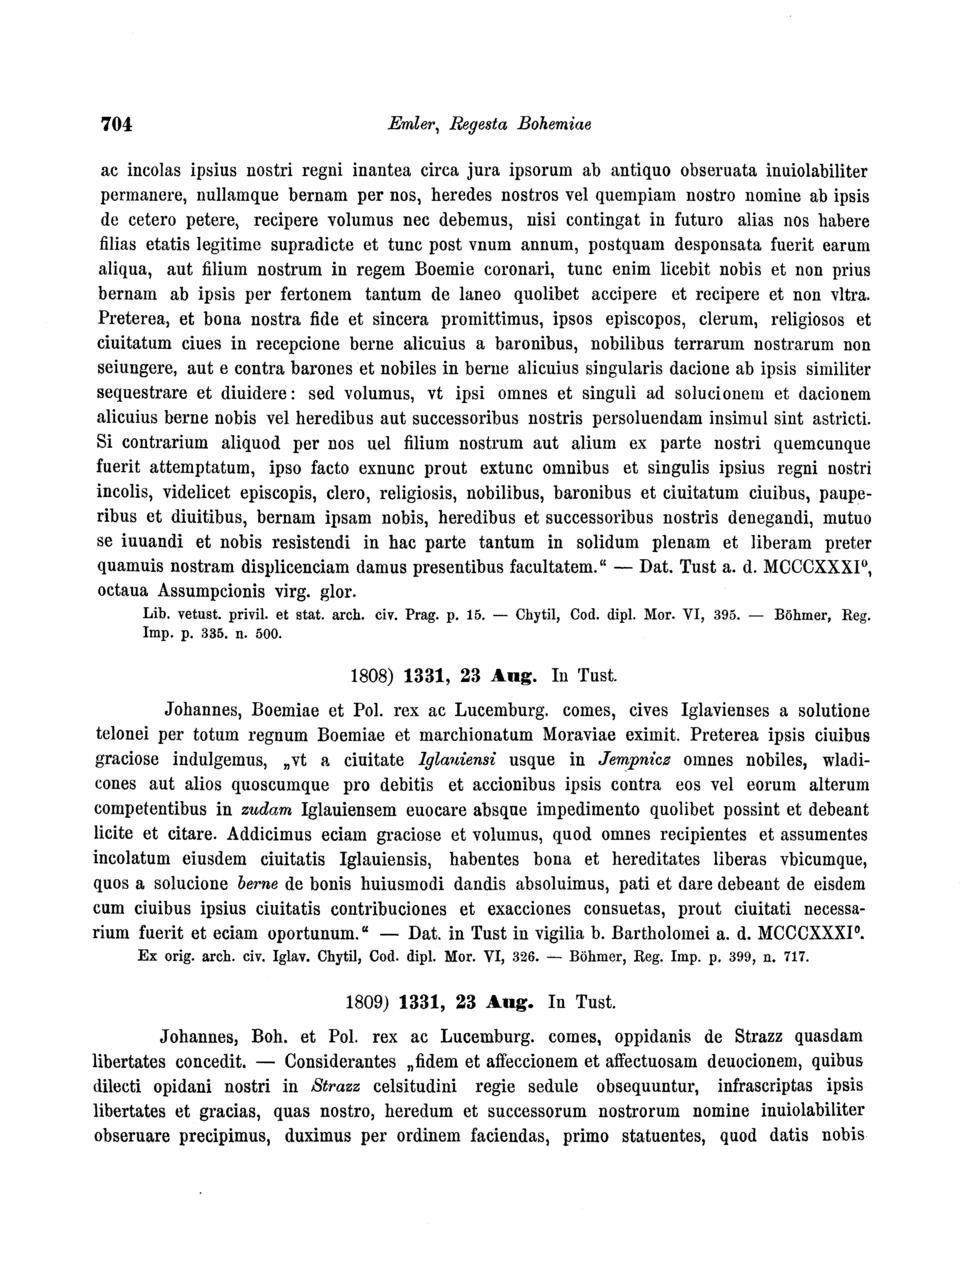 704 Emler, Regesta Bohemiae
ac incolas ipsius nostri regni inantea circa jura ipsorum ab antiquo obseruata inuiolabiliter
permanere, nullamque bernam per nos, heredes nostros vel quempiam nostro nomine ab ipsis
de cetero petere, recipere volumus nec debemus, nisi contingat in futuro alias nos habere
filias etatis legitime supradicte et tunc post vnum annum, postquam desponsata fuerit earum
aliqua, aut filium nostrum in regem Boemie coronari, tunc enim licebit nobis et non prius
bernam ab ipsis per fertonem tantum de laneo quolibet accipere et recipere et non vltra.
Preterea, et bona nostra fide et sincera promittimus, ipsos episcopos, clerum, religiosos et
ciuitatum ciues in recepcione berne alicuius a baronibus, nobilibus terrarum nostrarum non
seiungere, aut e contra barones et nobiles in berne alicuius singularis dacione ab ipsis similiter
sequestrare et diuidere: sed volumus, vt ipsi omnes et singuli ad solucionem et dacionem
alicuius berne nobis vel heredibus aut successoribus nostris persoluendam insimul sint astricti.
Si contrarium aliquod per nos uel filium nostrum aut alium ex parte nostri quemcunque
fuerit attemptatum, ipso facto exnunc prout extunc omnibus et singulis ipsius regni nostri
incolis, videlicet episcopis, clero, religiosis, nobilibus, baronibus et ciuitatum ciuibus, paupe-
ribus et diuitibus, bernam ipsam nobis, heredibus et successoribus nostris denegandi, mutuo
se iuuandi et nobis resistendi in hac parte tantum in solidum plenam et liberam preter
quamuis nostram displicenciam damus presentibus facultatem.“ — Dat. Tust a. d. MCCCXXXI⁰,
octaua Assumpcionis virg. glor.
Lib. vetust. privil. et stat. arch. civ. Prag. p. 15. — Chytil, Cod. dipl. Mor. VI, 395. — Böhmer, Reg.
Imp. p. 335. n. 500.
1808) 1331, 23 Aug. In Tust.
Johannes, Boemiae et Pol. rex ac Lucemburg. comes, cives Iglavienses a solutione
telonei per totum regnum Boemiae et marchionatum Moraviae eximit. Preterea ipsis ciuibus
graciose indulgemus, „vt a ciuitate Iglauiensi usque in Jempnicz omnes nobiles, wladi-
cones aut alios quoscumque pro debitis et accionibus ipsis contra eos vel eorum alterum
competentibus in zudam Iglauiensem euocare absque impedimento quolibet possint et debeant
licite et citare. Addicimus eciam graciose et volumus, quod omnes recipientes et assumentes
incolatum eiusdem ciuitatis Iglauiensis, habentes bona et hereditates liberas vbicumque,
quos a solucione berne de bonis huiusmodi dandis absoluimus, pati et dare debeant de eisdem
cum ciuibus ipsius ciuitatis contribuciones et exacciones consuetas, prout ciuitati necessa-
rium fuerit et eciam oportunum.“ — Dat. in Tust in vigilia b. Bartholomei a. d. MCCCXXXI⁰.
Ex orig. arch. civ. Iglav. Chytil, Cod. dipl. Mor. VI, 326. — Böhmer, Reg. Imp. p. 399, n. 717.
1809) 1331, 23 Aug. In Tust.
Johannes, Boh. et Pol. rex ac Lucemburg. comes, oppidanis de Strazz quasdam
libertates concedit. — Considerantes „fidem et affeccionem et affectuosam deuocionem, quibus
dilecti opidani nostri in Strazz celsitudini regie sedule obsequuntur, infrascriptas ipsis
libertates et gracias, quas nostro, heredum et successorum nostrorum nomine inuiolabiliter
obseruare precipimus, duximus per ordinem faciendas, primo statuentes, quod datis nobis